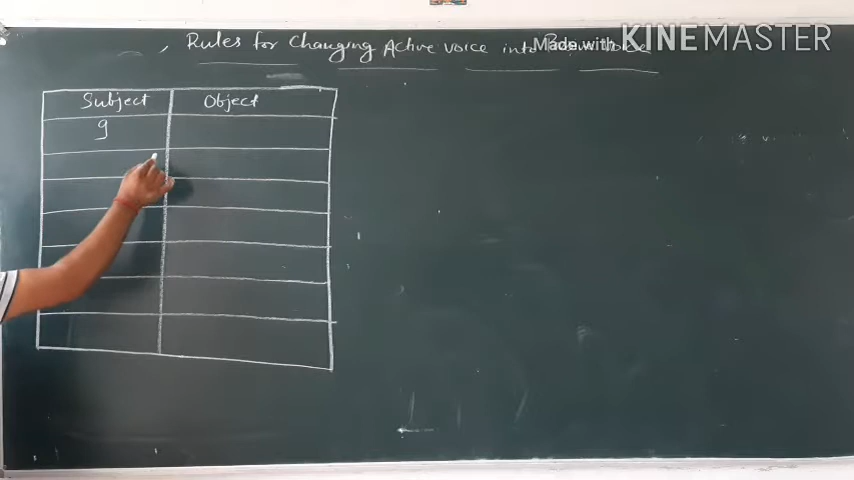 Rules for Changing Active voice into Passive voice
Made with KINEMASTER
Subject Object
I